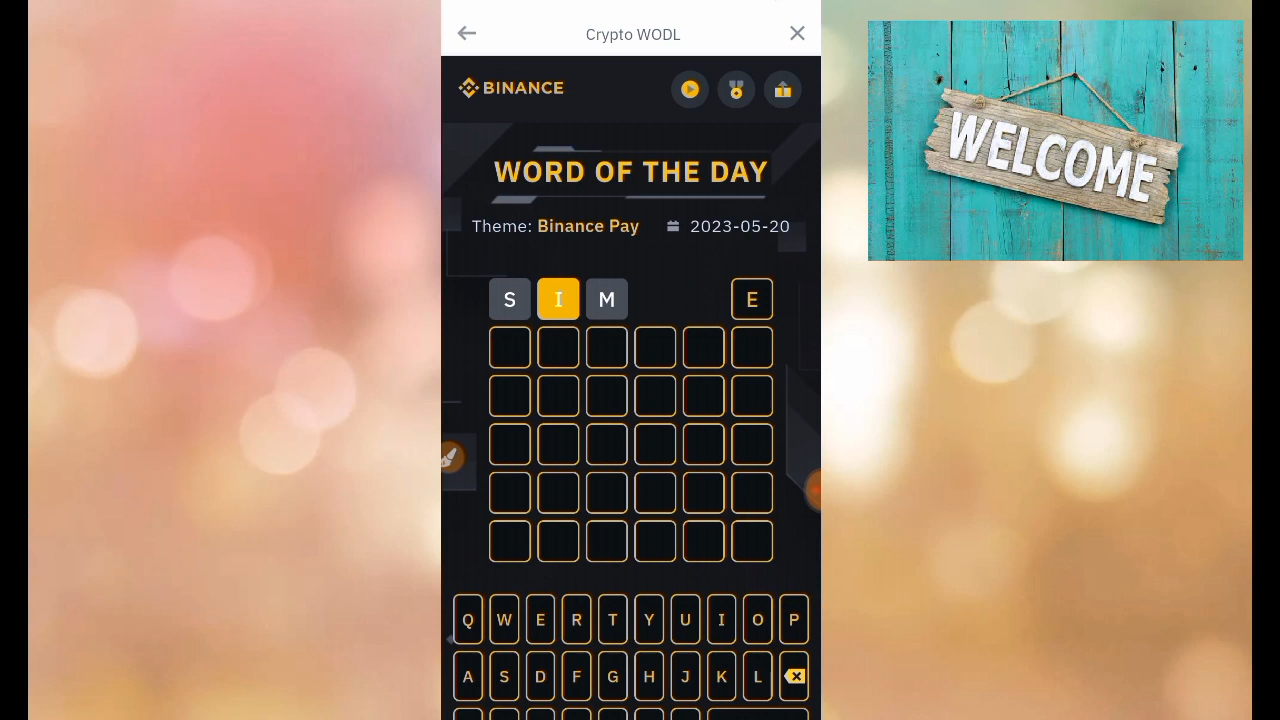 Crypto WODL
BINANCE
WELCOME
WORD OF THE DAY
Theme: Binance Pay 2023-05-20
S I M E
Q W E R T Y U I O P
A S D F G H J K L